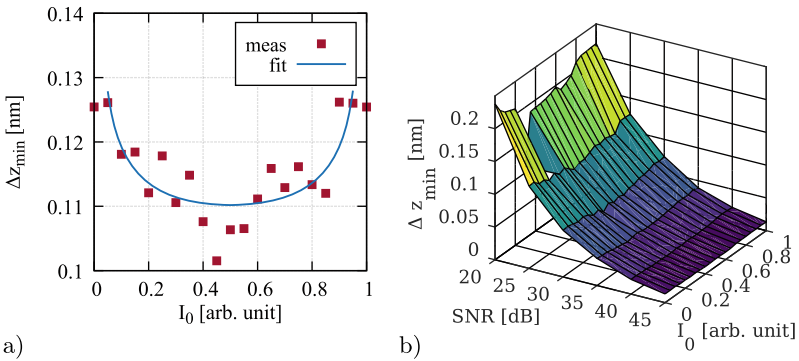 0.14
0.13
0.12
0.11
0.1
Δz_min [nm]
meas
fit
0 0.2 0.4 0.6 0.8 1
I_0 [arb. unit]
a)
0.2
0.15
0.1
0.05
0
Δ z_min [nm]
20 25 30 35 40 45
SNR [dB]
0 0.2 0.4 0.6 0.8 1
I_0 [arb. unit]
b)